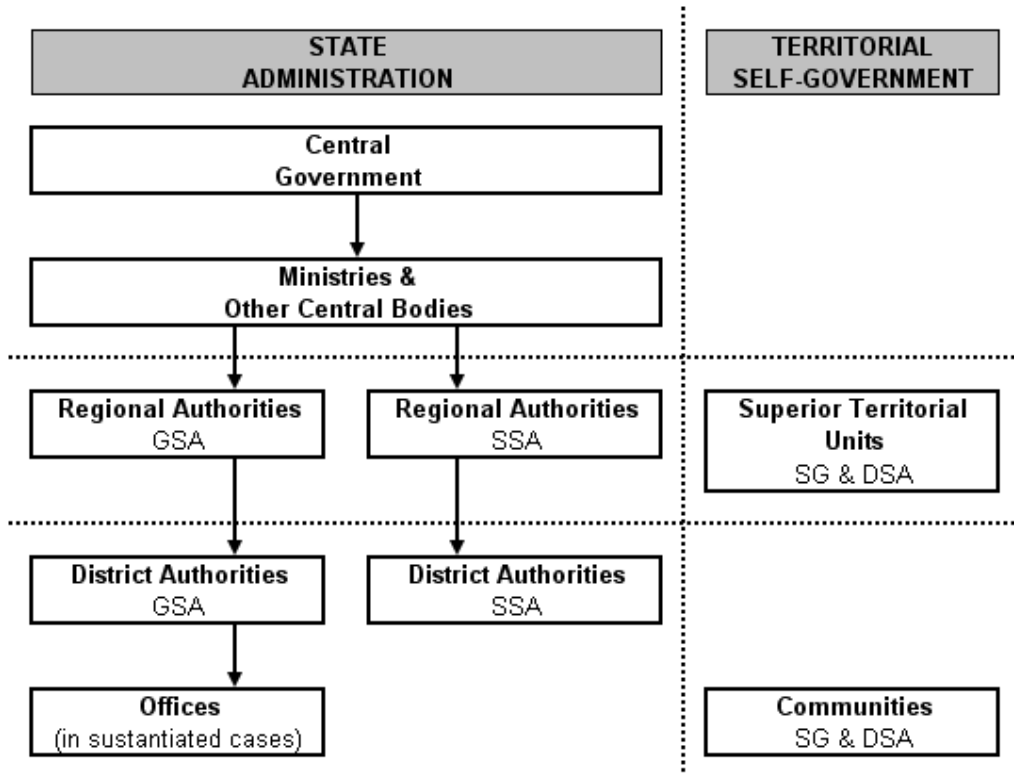 STATE
ADMINISTRATION
TERRITORIAL
SELF-GOVERNMENT
Central
Government
Ministries &
Other Central Bodies
Regional Authorities
GSA
Regional Authorities
SSA
Superior Territorial
Units
SG & DSA
District Authorities
GSA
District Authorities
SSA
Offices
(in sustantiated cases)
Communities
SG & DSA